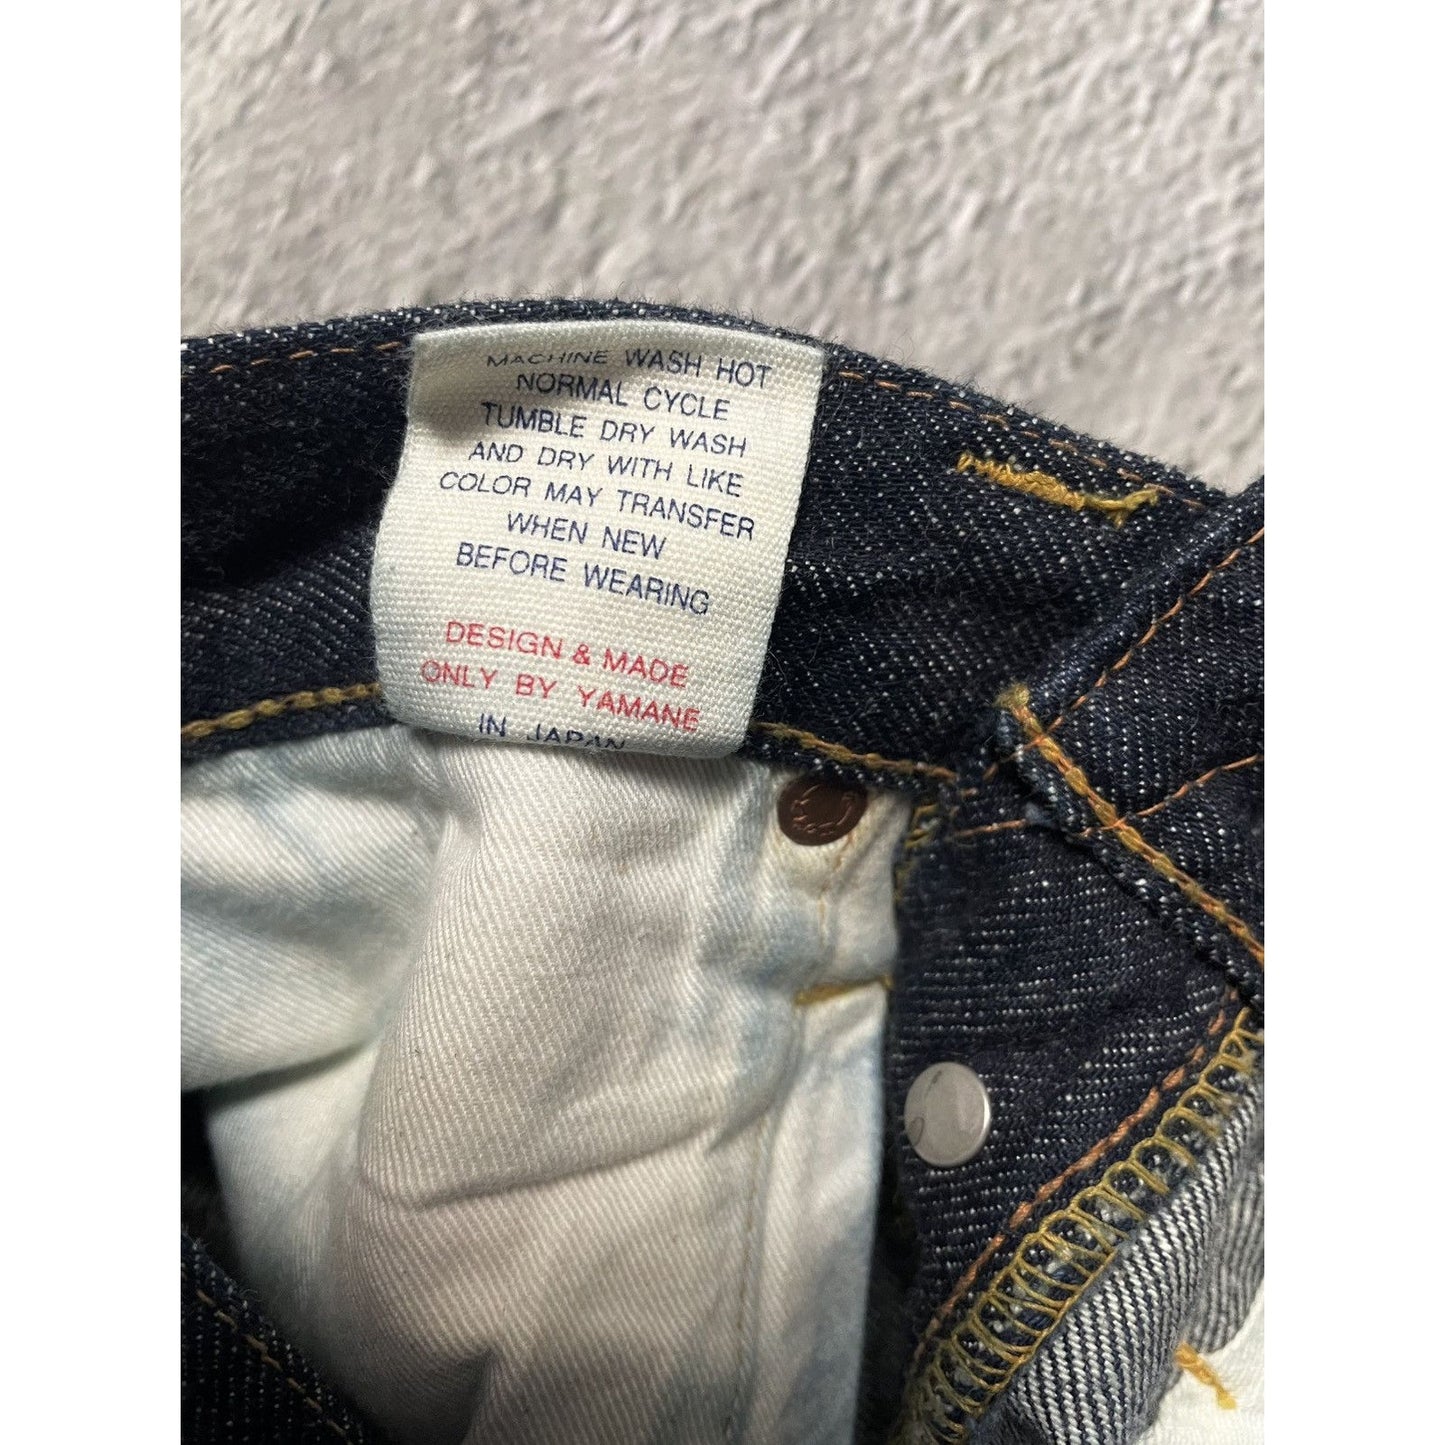 MACHINE WASH HOT
NORMAL CYCLE
TUMBLE DRY WASH
AND DRY WITH LIKE
COLOR MAY TRANSFER
WHEN NEW
BEFORE WEARING
DESIGN & MADE
ONLY BY YAMANE
IN JAPAN